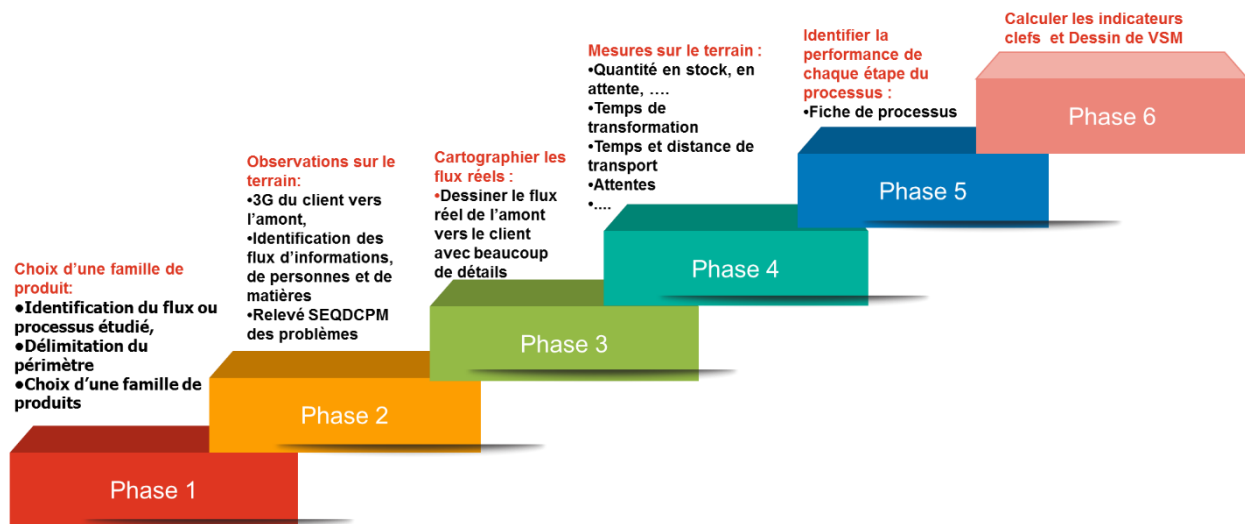 Choix d'une famille de
produit:
●Identification du flux ou
processus étudié,
●Délimitation du
périmètre
●Choix d'une famille de
produits
Phase 1
Observations sur le
terrain:
•3G du client vers
l'amont,
•Identification des
flux d'informations,
de personnes et de
matières
•Relevé SEQDCPM
des problèmes
Phase 2
Cartographier les
flux réels :
•Dessiner le flux
réel de l'amont
vers le client
avec beaucoup
de détails
Phase 3
Mesures sur le terrain :
•Quantité en stock, en
attente, ….
•Temps de
transformation
•Temps et distance de
transport
•Attentes
•....
Phase 4
Identifier la
performance de
chaque étape du
processus :
•Fiche de processus
Phase 5
Calculer les indicateurs
clefs et Dessin de VSM
Phase 6